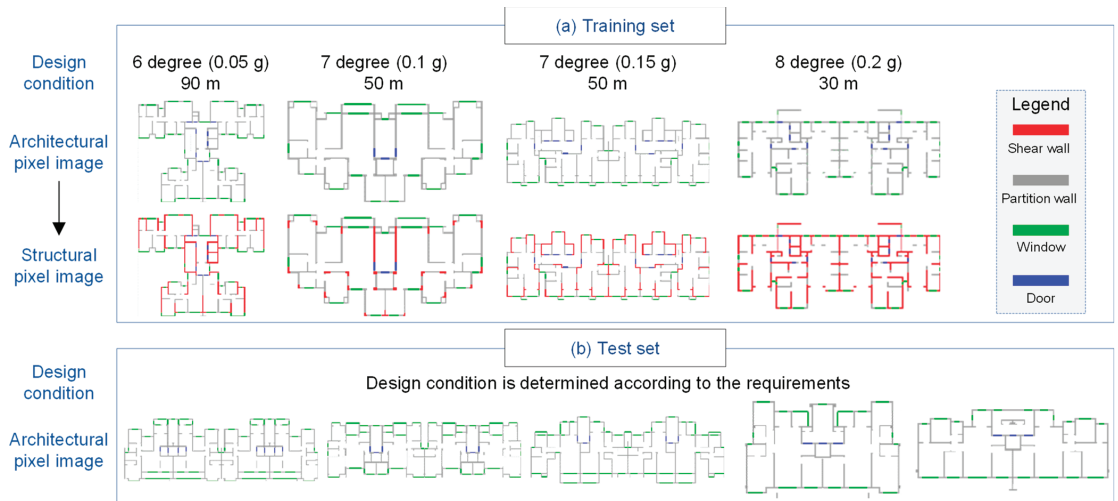 (a) Training set
Design
condition
6 degree (0.05 g)
90 m
7 degree (0.1 g)
50 m
7 degree (0.15 g)
50 m
8 degree (0.2 g)
30 m
Architectural
pixel image
Structural
pixel image
Legend
Shear wall
Partition wall
Window
Door
(b) Test set
Design
condition
Design condition is determined according to the requirements
Architectural
pixel image